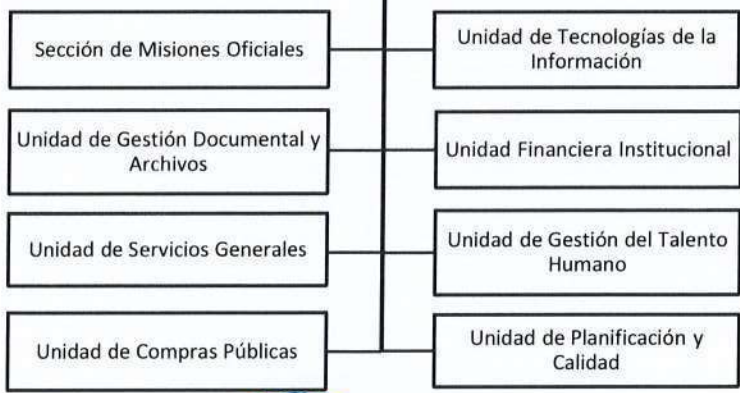 Sección de Misiones Oficiales
Unidad de Tecnologías de la
Información
Unidad de Gestión Documental y
Archivos
Unidad Financiera Institucional
Unidad de Servicios Generales
Unidad de Gestión del Talento
Humano
Unidad de Compras Públicas
Unidad de Planificación y
Calidad